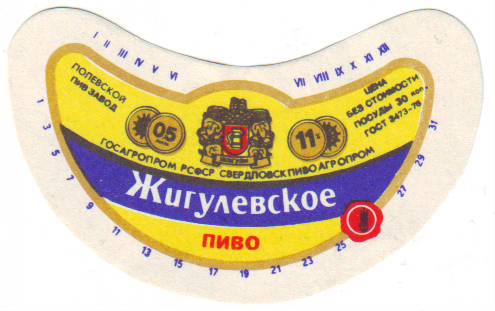 I II III IV V VI
VII VIII IX X XI XII
ПОЛЕВСКОЙ
ПИВЗАВОД
ЦЕНА
БЕЗ СТОИМОСТИ
ПОСУДЫ 30 коп.
ГОСТ 3473-78
0,5
11%
ГОСАГРОПРОМ РСФСР СВЕРДЛОВСКПИВОАГРОПРОМ
Жигулевское
ПИВО
1 3 5 7 9 11 13 15 17 19 21 23 25 27 29 31